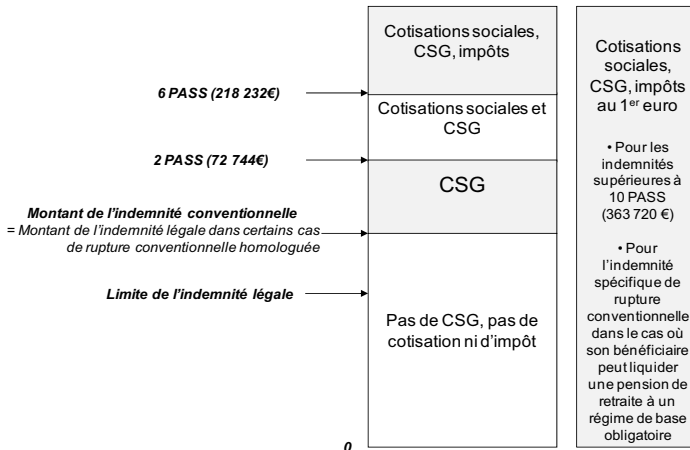 Cotisations sociales,
CSG, impôts
6 PASS (218 232€)
Cotisations sociales et
CSG
2 PASS (72 744€)
CSG
Montant de l'indemnité conventionnelle
= Montant de l'indemnité légale dans certains cas
de rupture conventionnelle homologuée
Limite de l'indemnité légale
Pas de CSG, pas de
cotisation ni d'impôt
0
Cotisations
sociales,
CSG, impôts
au 1er euro
• Pour les
indemnités
supérieures à
10 PASS
(363 720 €)
• Pour
l'indemnité
spécifique de
rupture
conventionnelle
dans le cas où
son bénéficiaire
peut liquider
une pension de
retraite à un
régime de base
obligatoire